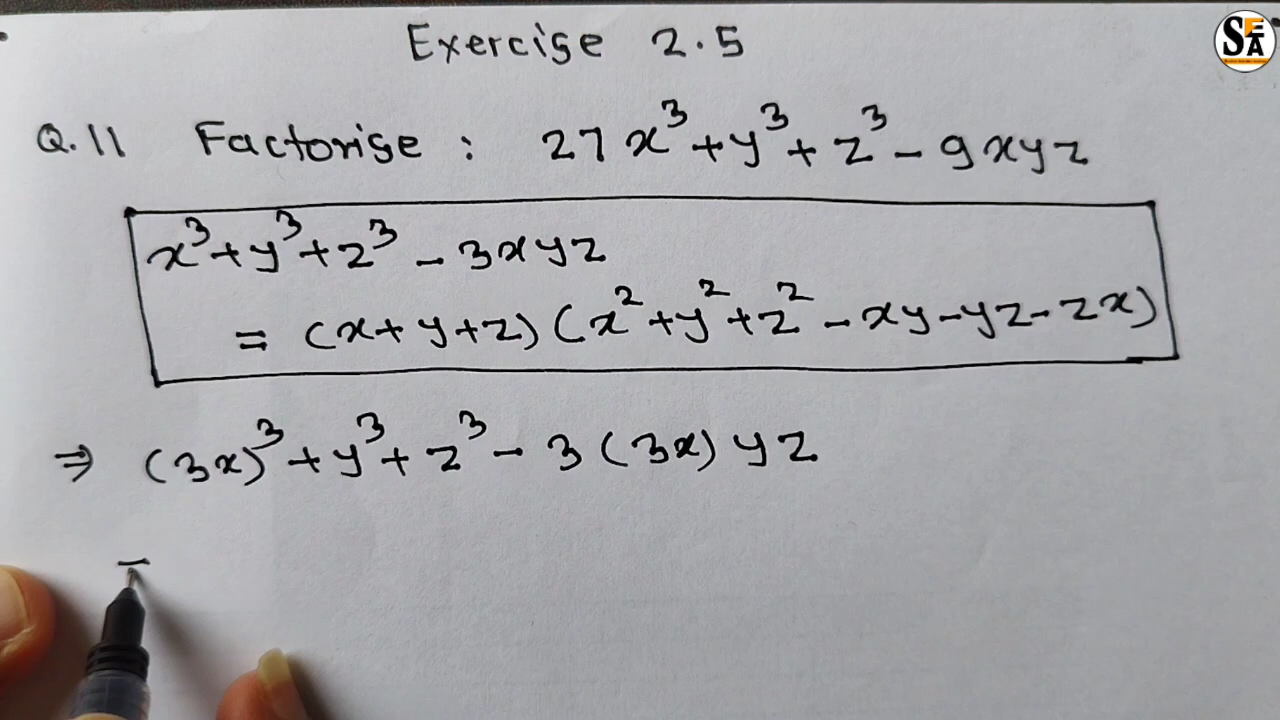 Exercise 2.5
SEA
Q.11 Factorise : 27x³+y³+z³-9xyz
x³+y³+z³-3xyz
= (x+y+z)(x²+y²+z²-xy-yz-zx)
⇒ (3x)³+y³+z³-3(3x)yz